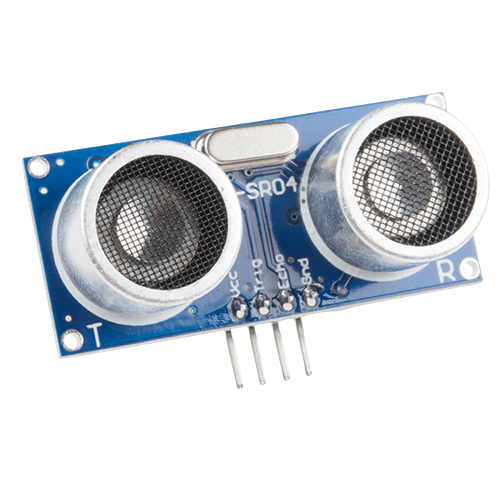 -SR04
Vcc
Trig
Echo
Gnd
T
R